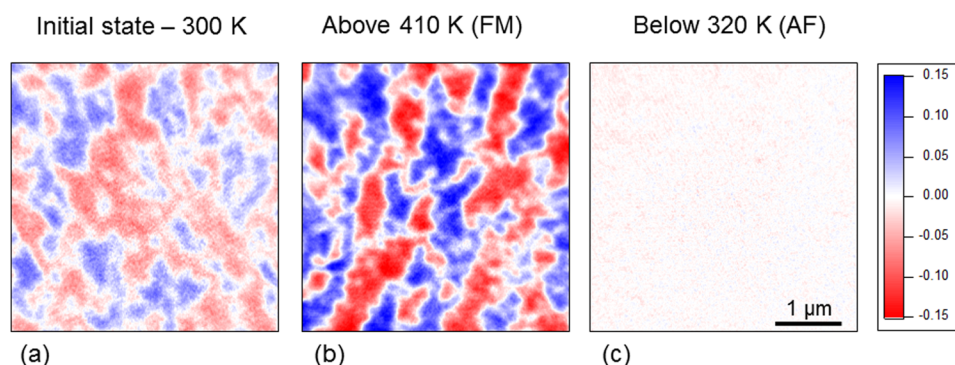 Initial state – 300 K
Above 410 K (FM)
Below 320 K (AF)
0.15
0.10
0.05
0.00
-0.05
-0.10
-0.15
1 µm
(a)
(b)
(c)